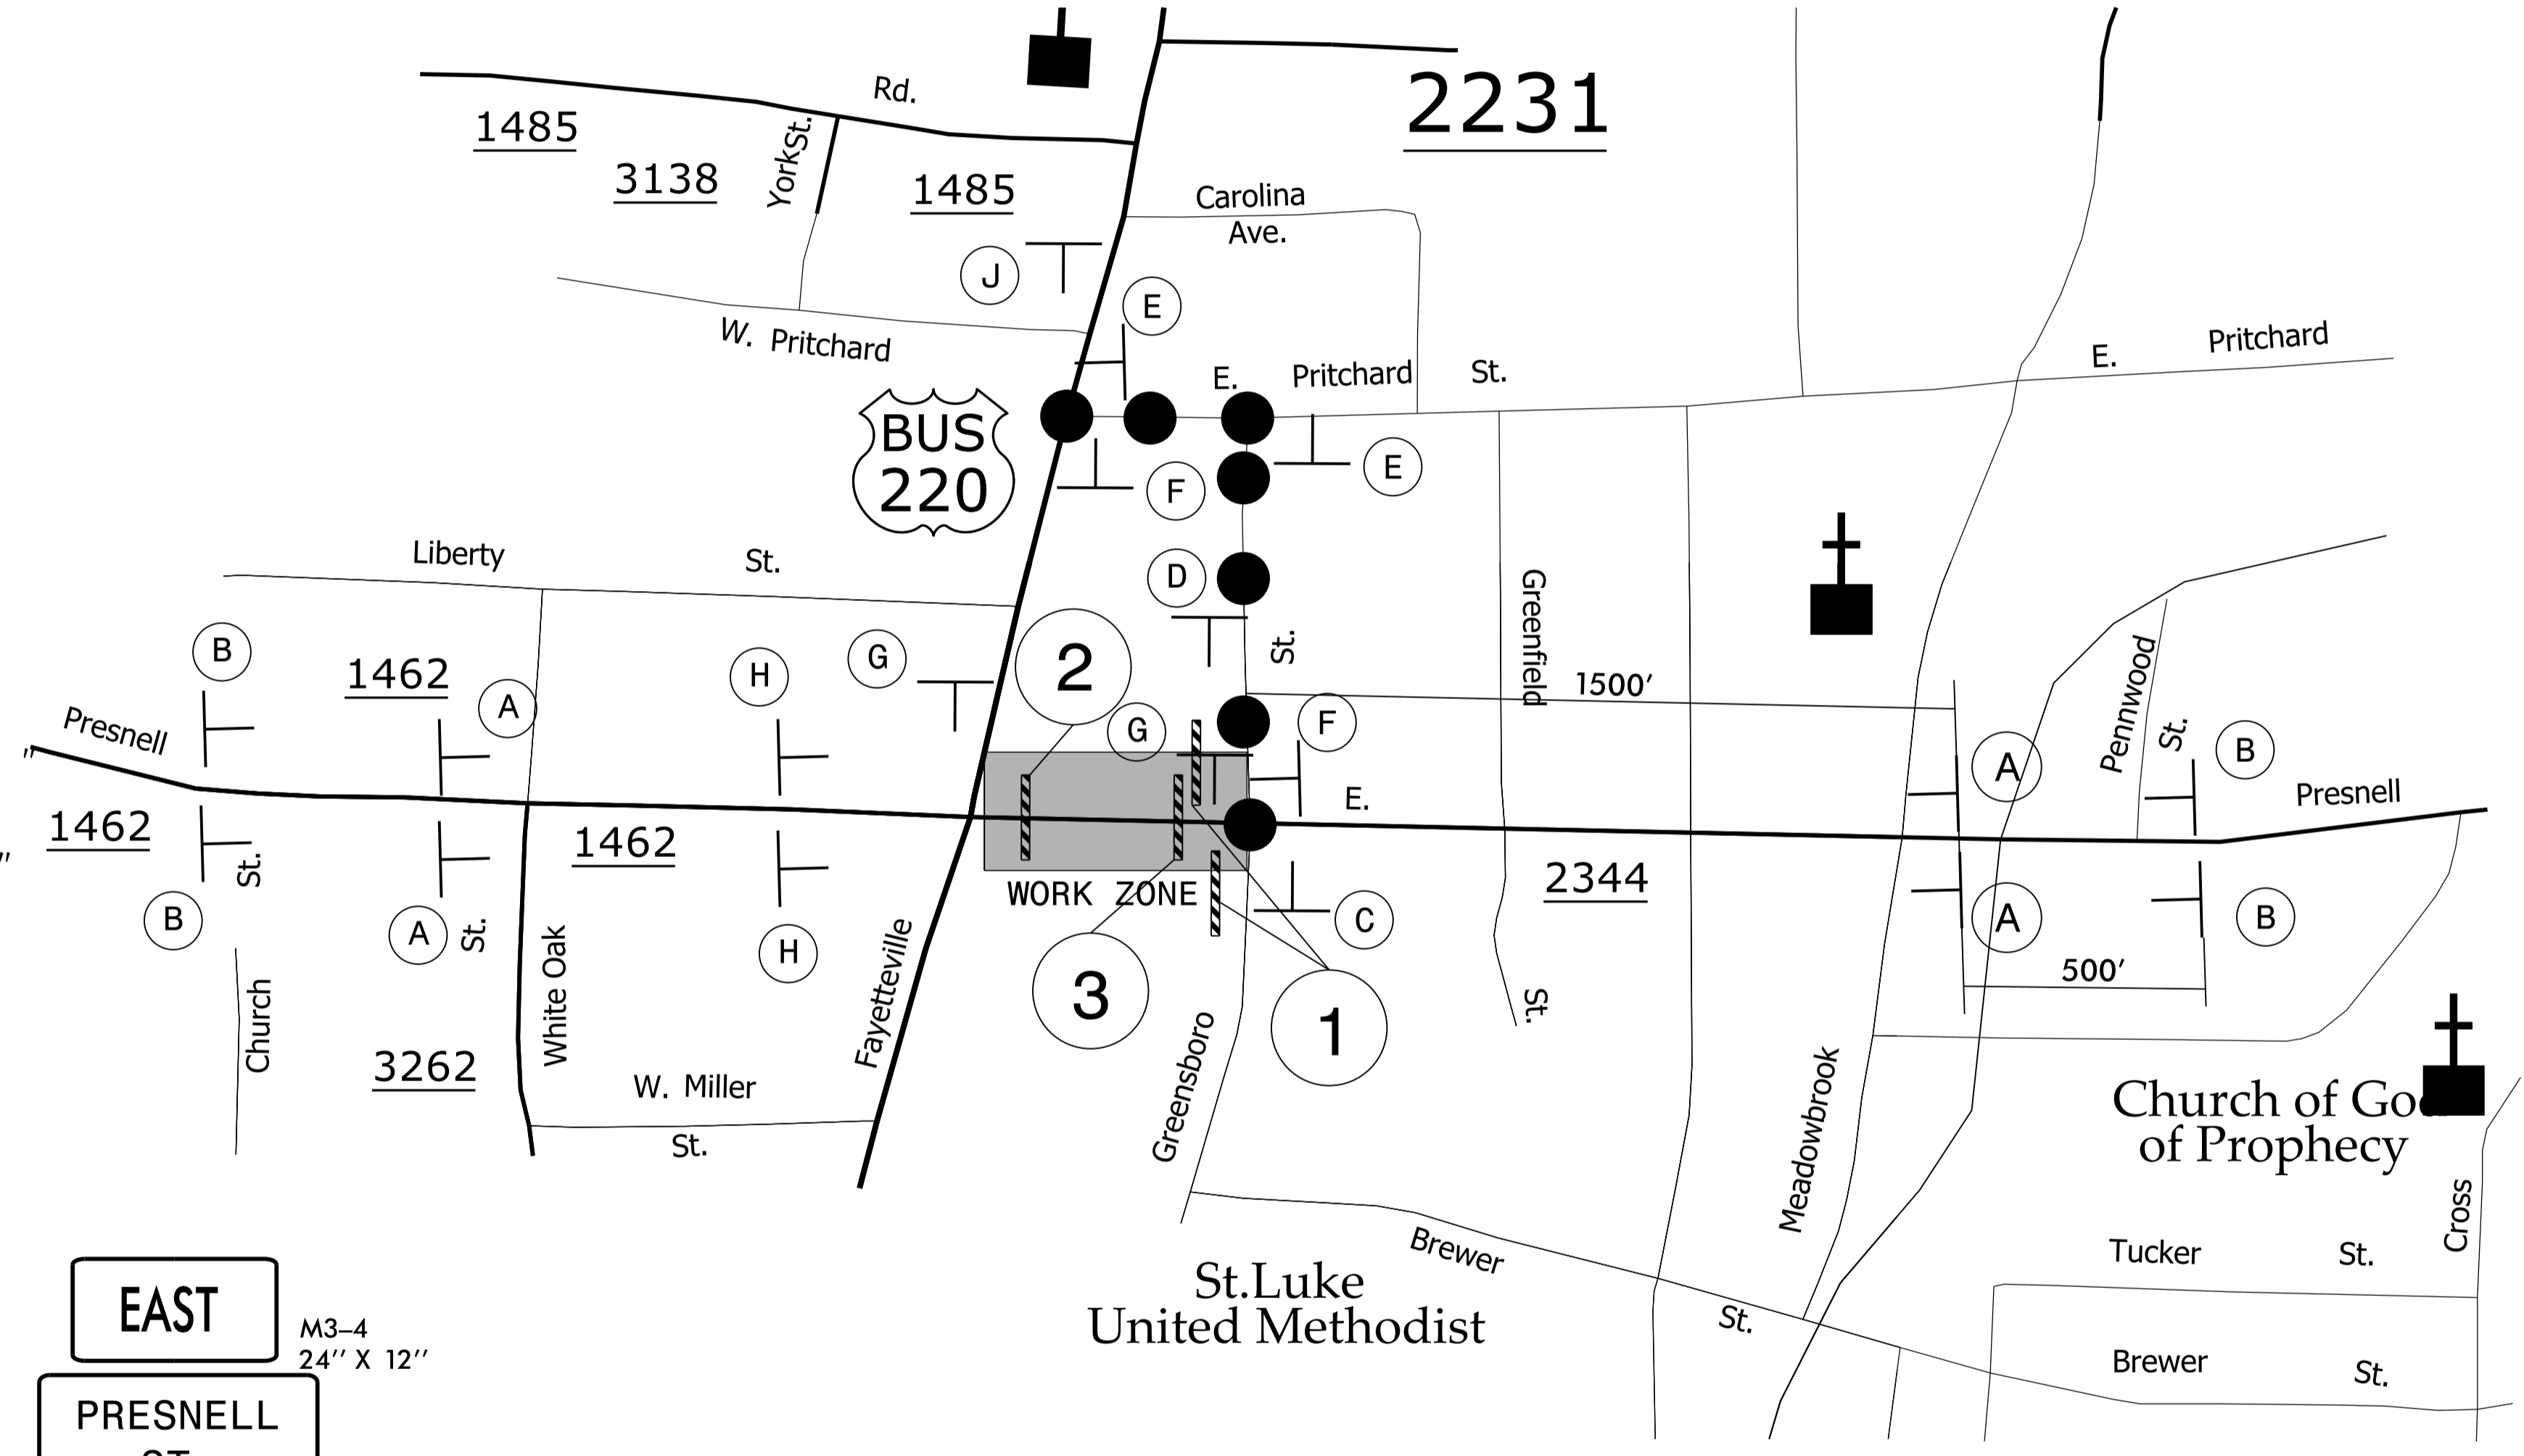 Rd.
2231
1485
YorkSt.
3138
1485
Carolina
Ave.
J
E
W. Pritchard
E. Pritchard St.
E. Pritchard
BUS
220
E
F
Liberty St.
D
Greenfield
St.
B
1462
A
H
G
2
St.
1500′
Pennwood
St.
Presnell
G
F
A
B
E.
Presnell
1462
St.
1462
WORK ZONE
2344
B
A
St.
White Oak
H
Fayetteville
C
A
B
500′
Church
3
1
St.
3262
W. Miller
St.
Greensboro
Meadowbrook
Church of Go
of Prophecy
Cross
Brewer
St.
St.Luke
United Methodist
Tucker St.
Brewer St.
EAST
M3–4
24″ X 12″
PRESNELL